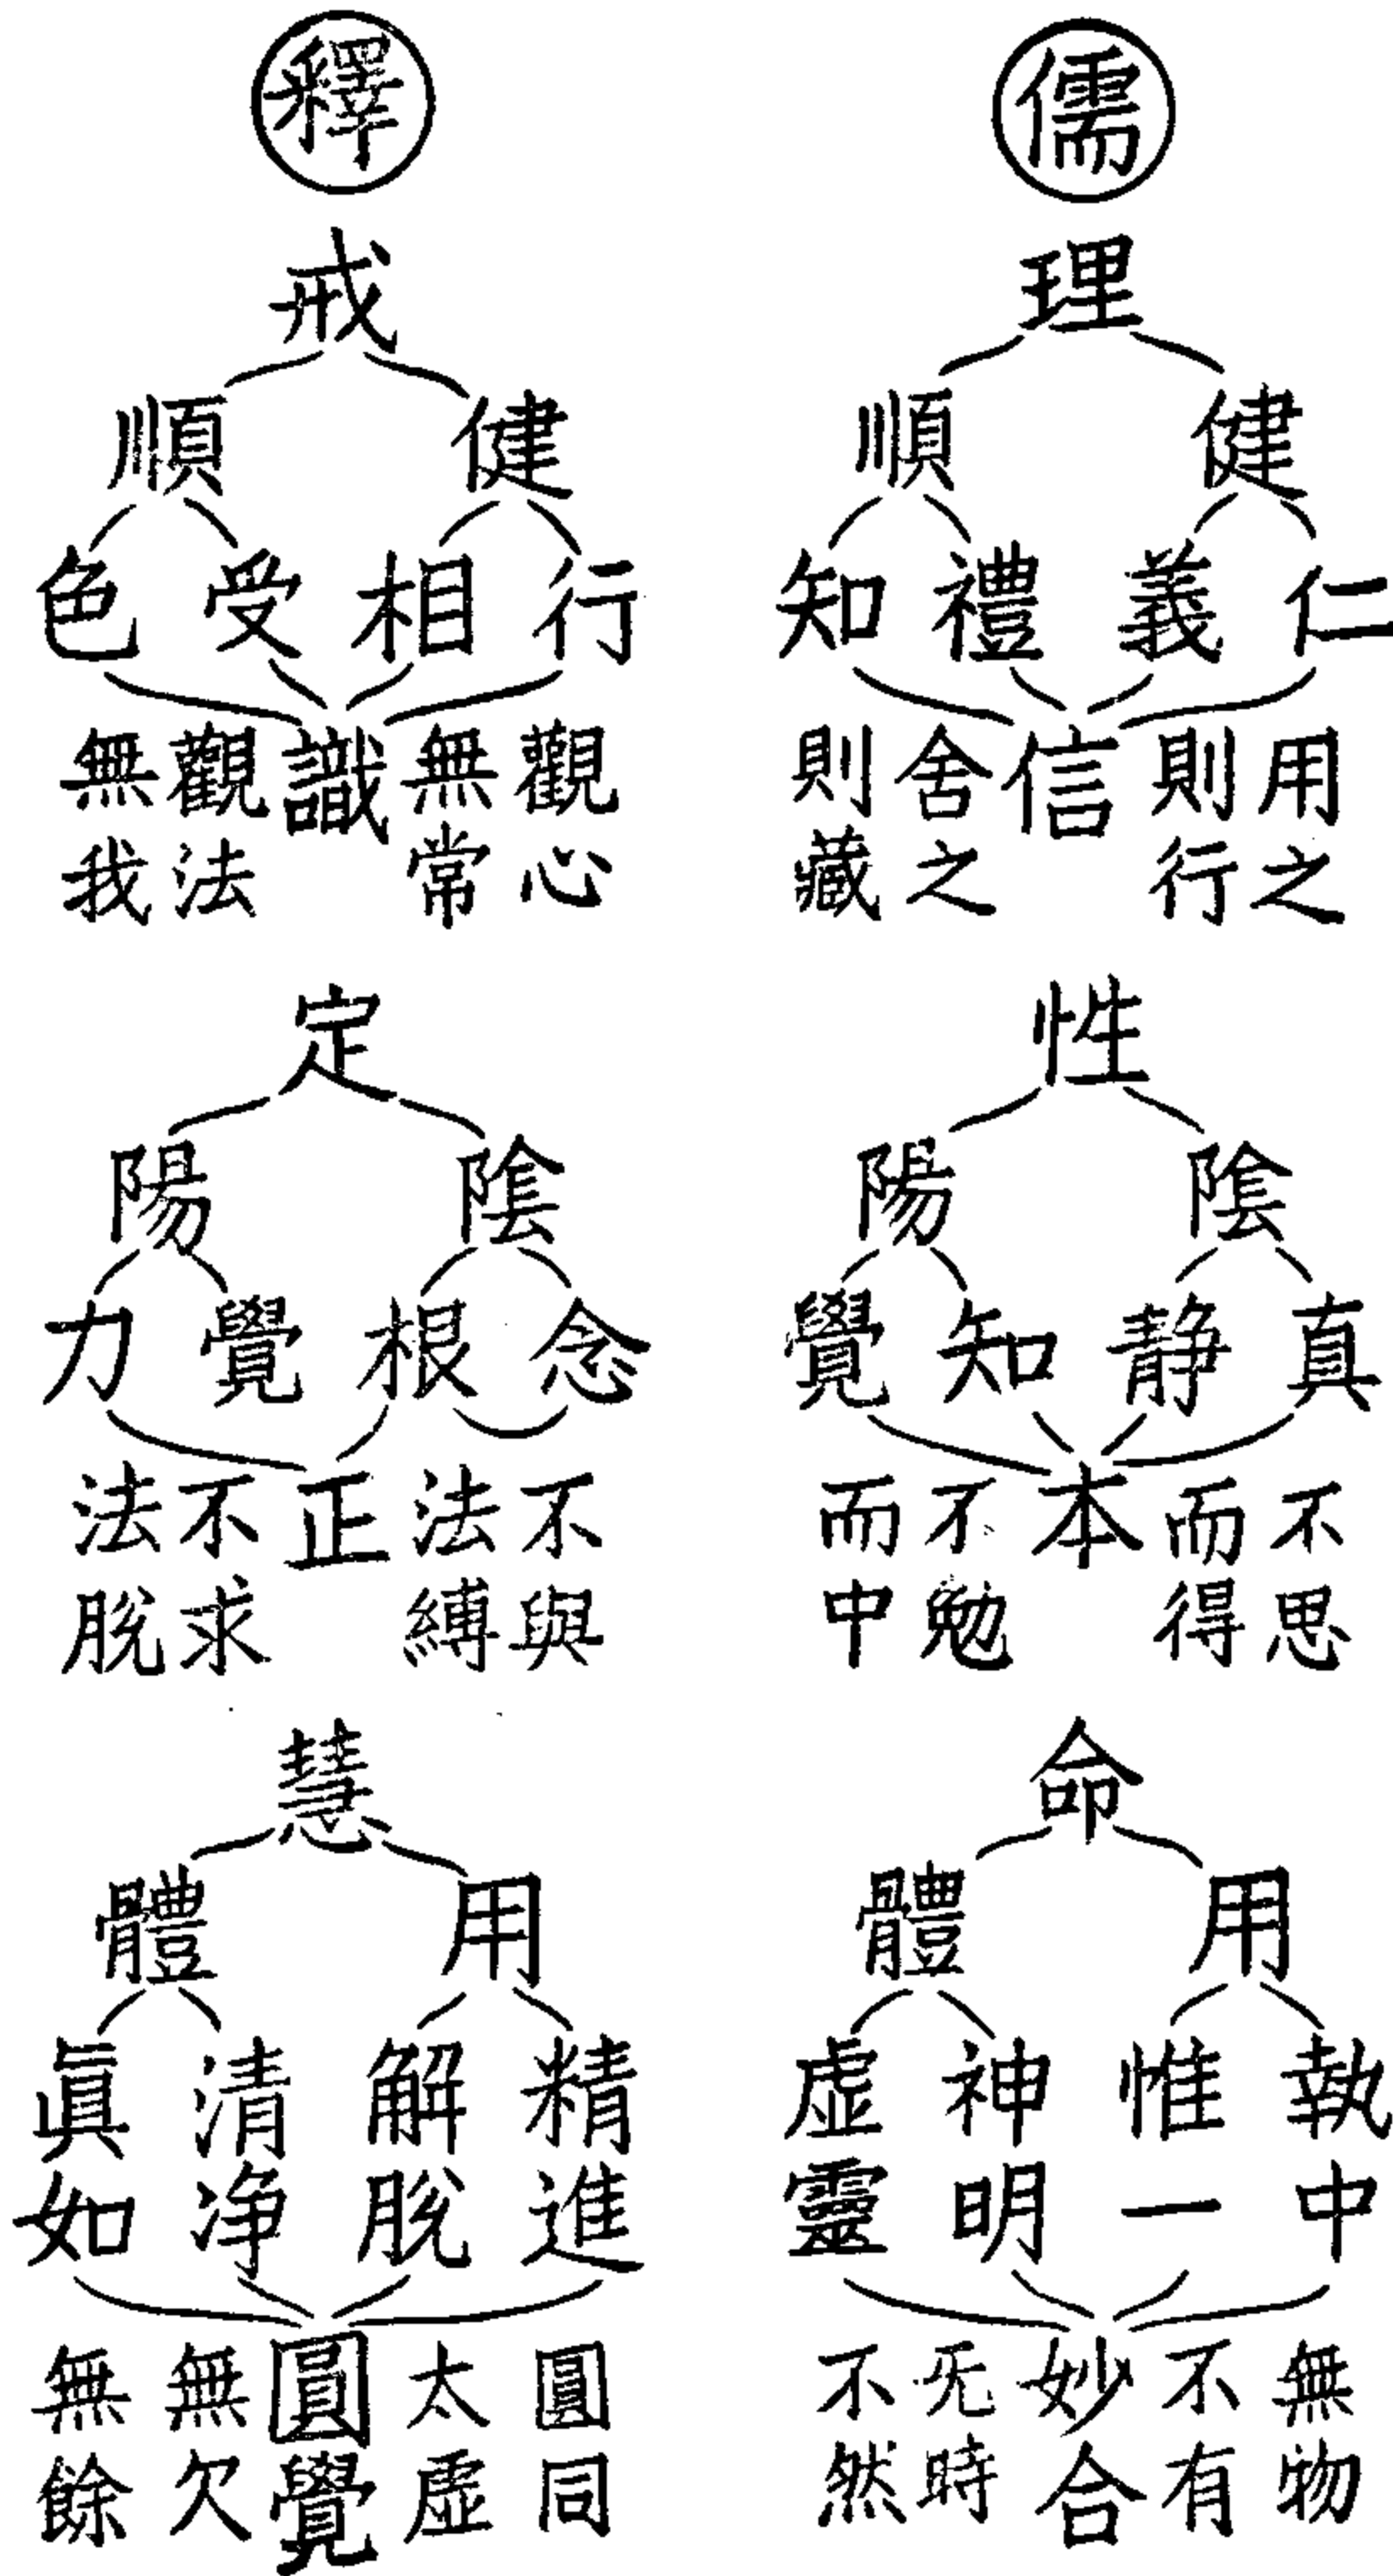 儒
理
健 順
仁 義 禮 知
信
用之則行
舍之則藏
性
陰 陽
真 静 知 覺
本
不思而得
不勉而中
命
用 體
執中 惟一 神明 虛靈
妙合
無物不有
无時不然
釋
戒
健 順
行 相 受 色
識
觀心無常
觀法無我
定
陰 陽
念 根 覺 力
正
不與法縛
不求法脫
慧
用 體
精進 解脫 清净 眞如
圓覺
圓同太虛
無欠無餘